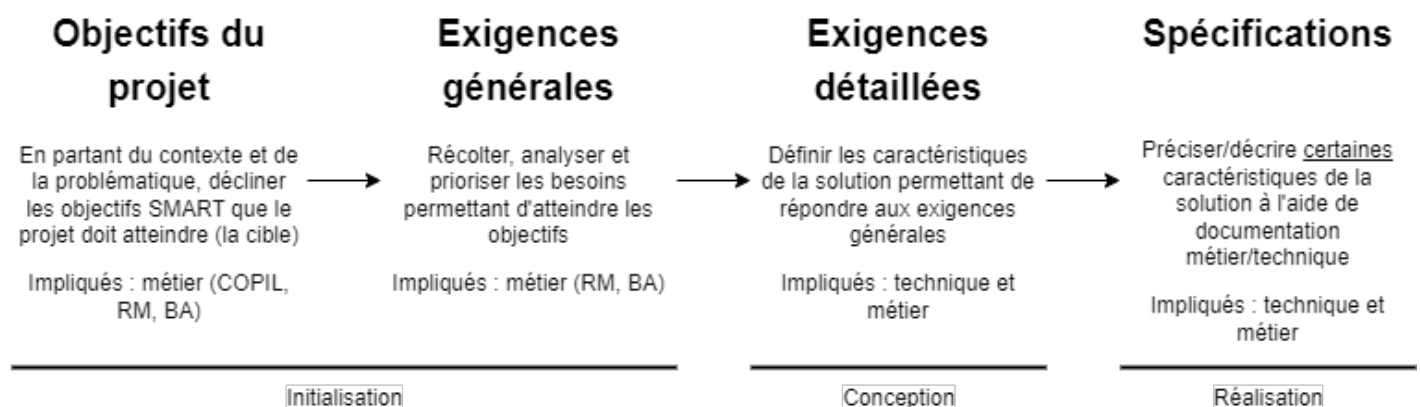 Objectifs du
projet
En partant du contexte et de
la problématique, décliner
les objectifs SMART que le
projet doit atteindre (la cible)
Impliqués : métier (COPIL,
RM, BA)
Exigences
générales
Récolter, analyser et
prioriser les besoins
permettant d'atteindre les
objectifs
Impliqués : métier (RM, BA)
Exigences
détaillées
Définir les caractéristiques
de la solution permettant de
répondre aux exigences
générales
Impliqués : technique et
métier
Spécifications
Préciser/décrire certaines
caractéristiques de la
solution à l'aide de
documentation
métier/technique
Impliqués : technique et
métier
Initialisation
Conception
Réalisation